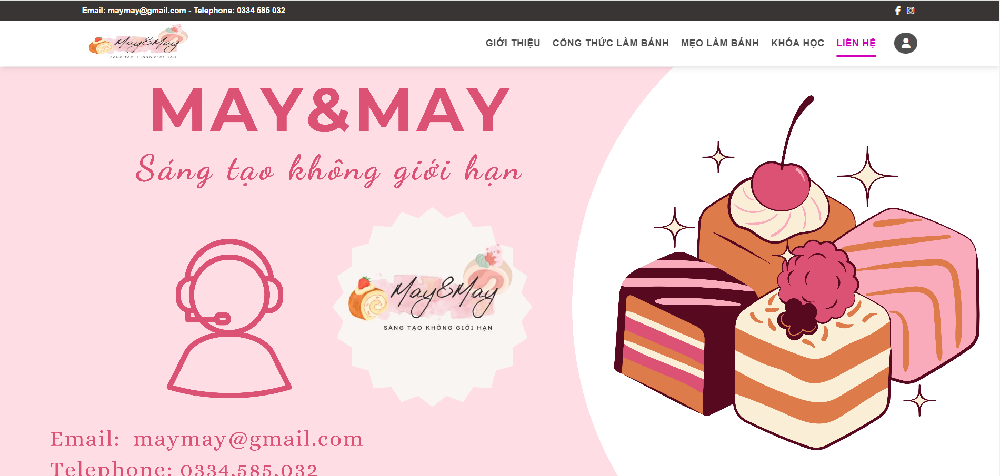 Email: maymay@gmail.com - Telephone: 0334 585 032
May&May
SÁNG TẠO KHÔNG GIỚI HẠN
GIỚI THIỆU CÔNG THỨC LÀM BÁNH MẸO LÀM BÁNH KHÓA HỌC LIÊN HỆ
MAY&MAY
Sáng tạo không giới hạn
May&May
SÁNG TẠO KHÔNG GIỚI HẠN
Email: maymay@gmail.com
Telephone: 0334.585.032